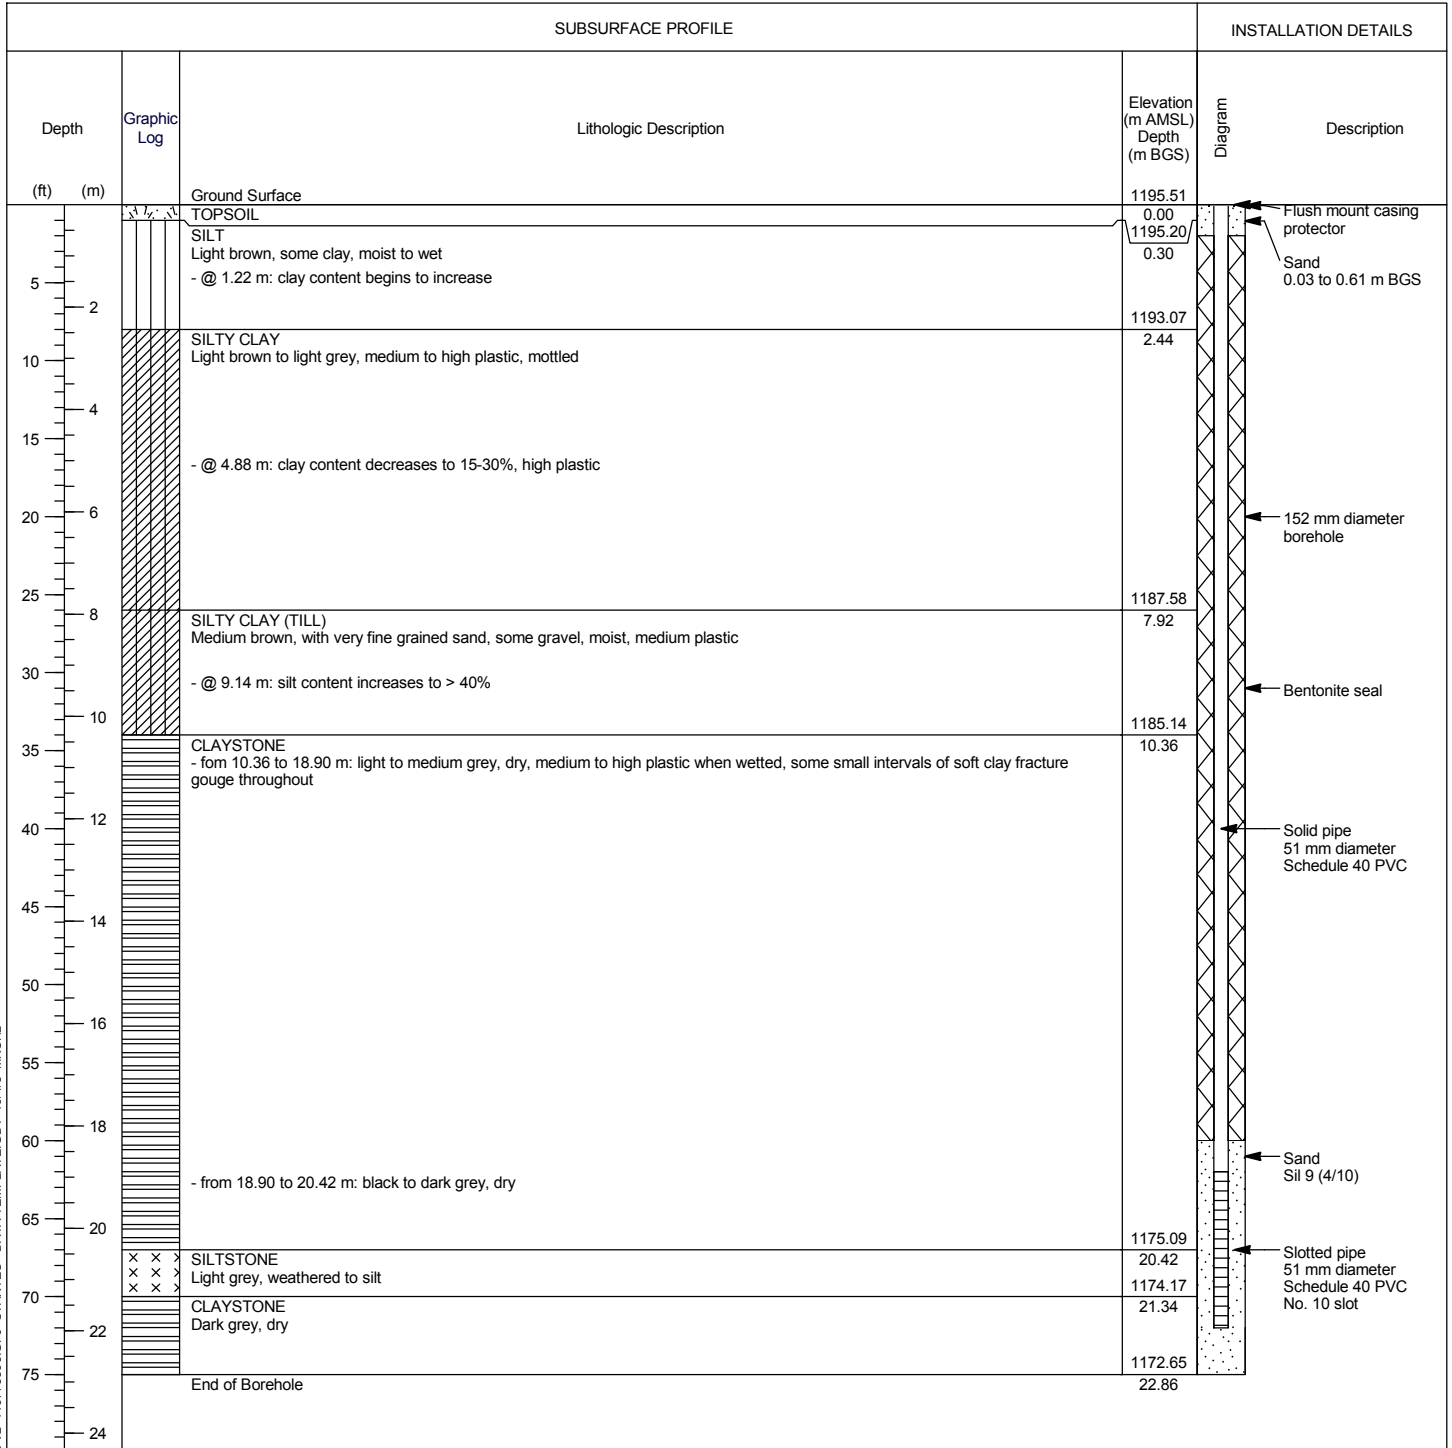 SUBSURFACE PROFILE
INSTALLATION DETAILS
Depth
Graphic
Log
Lithologic Description
Elevation
(m AMSL)
Depth
(m BGS)
Diagram
Description
(ft)
(m)
Ground Surface
1195.51
TOPSOIL
0.00
1195.20
0.30
SILT
Light brown, some clay, moist to wet
- @ 1.22 m: clay content begins to increase
1193.07
2.44
SILTY CLAY
Light brown to light grey, medium to high plastic, mottled
- @ 4.88 m: clay content decreases to 15-30%, high plastic
1187.58
7.92
SILTY CLAY (TILL)
Medium brown, with very fine grained sand, some gravel, moist, medium plastic
- @ 9.14 m: silt content increases to > 40%
1185.14
10.36
CLAYSTONE
- fom 10.36 to 18.90 m: light to medium grey, dry, medium to high plastic when wetted, some small intervals of soft clay fracture
gouge throughout
- from 18.90 to 20.42 m: black to dark grey, dry
1175.09
20.42
SILTSTONE
Light grey, weathered to silt
1174.17
21.34
CLAYSTONE
Dark grey, dry
1172.65
22.86
End of Borehole
5
10
15
20
25
30
35
40
45
50
55
60
65
70
75
2
4
6
8
10
12
14
16
18
20
22
24
Flush mount casing
protector
Sand
0.03 to 0.61 m BGS
152 mm diameter
borehole
Bentonite seal
Solid pipe
51 mm diameter
Schedule 40 PVC
Sand
Sil 9 (4/10)
Slotted pipe
51 mm diameter
Schedule 40 PVC
No. 10 slot